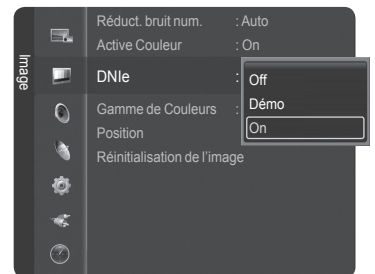 Image
Réduct. bruit num. : Auto
Active Couleur : On
DNIe :
Off
Démo
On
Gamme de Couleurs :
Position
Réinitialisation de l'image